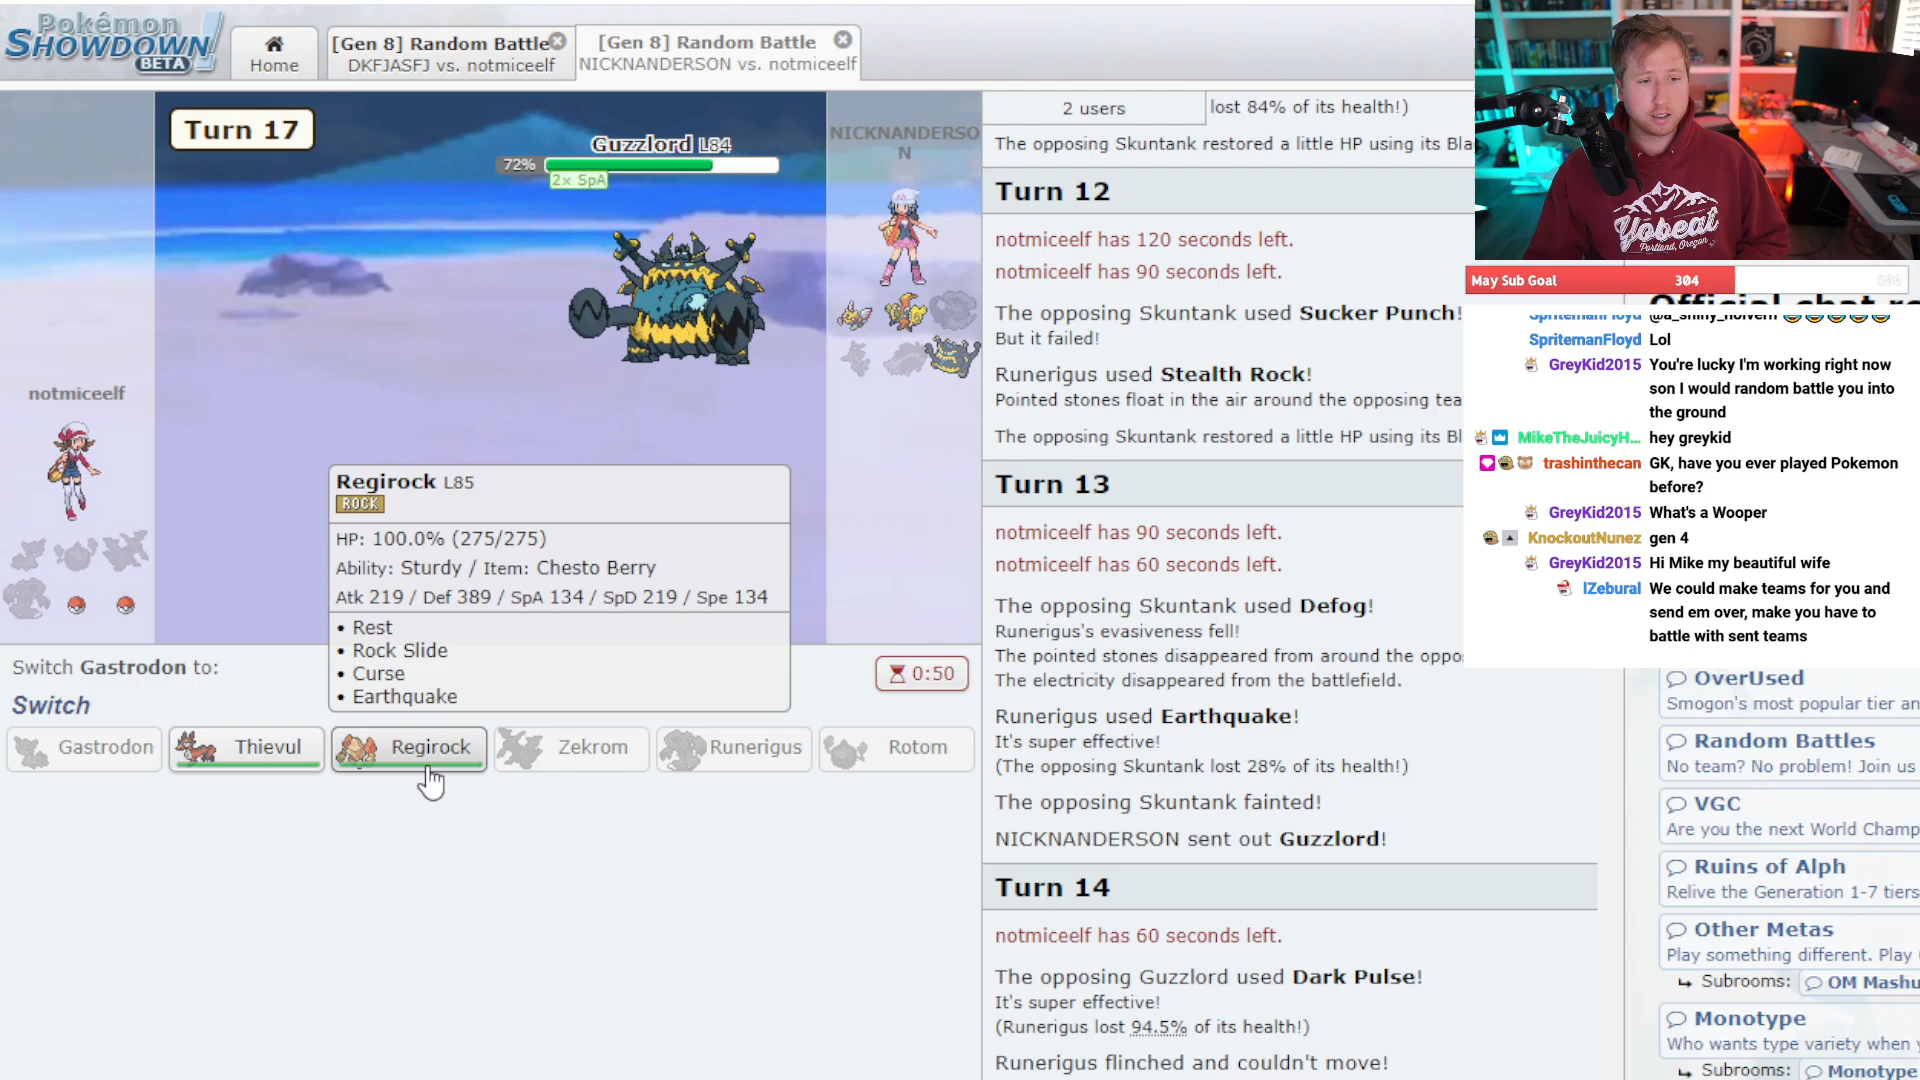 Pokémon
SHOWDOWN
BETA
Home
[Gen 8] Random Battle
DKFJASFJ vs. notmiceelf
[Gen 8] Random Battle
NICKNANDERSON vs. notmiceelf
Turn 17
Guzzlord L84
72%
2x SpA
NICKNANDERSO
N
notmiceelf
Regirock L85
ROCK
HP: 100.0% (275/275)
Ability: Sturdy / Item: Chesto Berry
Atk 219 / Def 389 / SpA 134 / SpD 219 / Spe 134
• Rest
• Rock Slide
• Curse
• Earthquake
Switch Gastrodon to:
0:50
Switch
Gastrodon
Thievul
Regirock
Zekrom
Runerigus
Rotom
2 users
lost 84% of its health!)
The opposing Skuntank restored a little HP using its Bla
Turn 12
notmiceelf has 120 seconds left.
notmiceelf has 90 seconds left.
The opposing Skuntank used Sucker Punch!
But it failed!
Runerigus used Stealth Rock!
Pointed stones float in the air around the opposing tea
The opposing Skuntank restored a little HP using its Bl
Turn 13
notmiceelf has 90 seconds left.
notmiceelf has 60 seconds left.
The opposing Skuntank used Defog!
Runerigus's evasiveness fell!
The pointed stones disappeared from around the oppo
The electricity disappeared from the battlefield.
Runerigus used Earthquake!
It's super effective!
(The opposing Skuntank lost 28% of its health!)
The opposing Skuntank fainted!
NICKNANDERSON sent out Guzzlord!
Turn 14
notmiceelf has 60 seconds left.
The opposing Guzzlord used Dark Pulse!
It's super effective!
(Runerigus lost 94.5% of its health!)
Runerigus flinched and couldn't move!
Yobeat
Portland, Oregon
May Sub Goal 304 500
Official chat ro
SpritemanFloyd @a_shiny_noivern
SpritemanFloyd Lol
GreyKid2015 You're lucky I'm working right now
son I would random battle you into
the ground
MikeTheJuicyH... hey greykid
trashinthecan GK, have you ever played Pokemon
before?
GreyKid2015 What's a Wooper
KnockoutNunez gen 4
GreyKid2015 Hi Mike my beautiful wife
lZebural We could make teams for you and
send em over, make you have to
battle with sent teams
OverUsed
Smogon's most popular tier an
Random Battles
No team? No problem! Join us
VGC
Are you the next World Champ
Ruins of Alph
Relive the Generation 1-7 tiers
Other Metas
Play something different. Play
Subrooms: OM Mashu
Monotype
Who wants type variety when y
Subrooms: Monotype